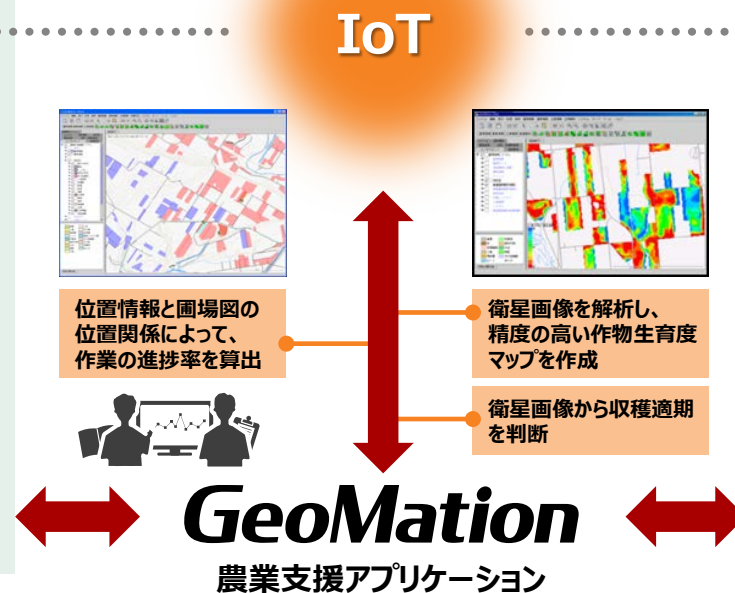 IoT
位置情報と圃場図の
位置関係によって、
作業の進捗率を算出
衛星画像を解析し、
精度の高い作物生育度
マップを作成
衛星画像から収穫適期
を判断
GeoMation
農業支援アプリケーション